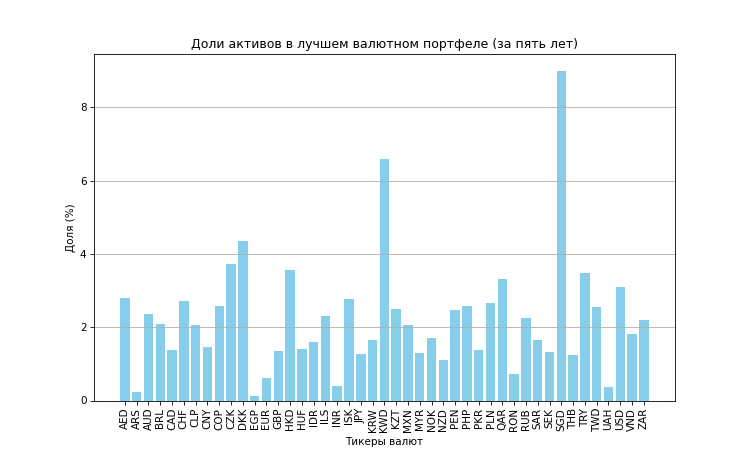 Доли активов в лучшем валютном портфеле (за пять лет)
Доля (%)
8
6
4
2
0
AED ARS AUD BRL CAD CHF CLP CNY COP CZK DKK EGP EUR GBP HKD HUF IDR ILS INR ISK JPY KRW KWD KZT MXN MYR NOK NZD PEN PHP PKR PLN QAR RON RUB SAR SEK SGD THB TRY TWD UAH USD VND ZAR
Тикеры валют